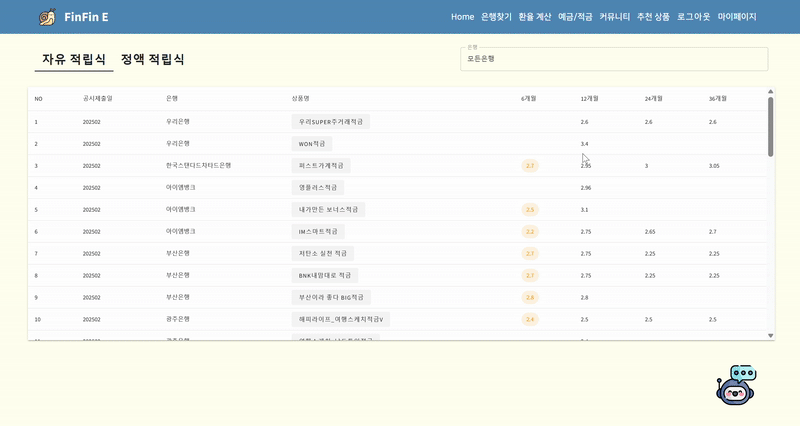 FinFin E
Home 은행찾기 환율 계산 예금/적금 커뮤니티 추천 상품 로그아웃 마이페이지
자유 적립식 정액 적립식
은행
모든은행
NO 공시제출일 은행 상품명 6개월 12개월 24개월 36개월
1 202502 우리은행 우리SUPER주거래적금 2.6 2.6 2.6
2 202502 우리은행 WON적금 3.4
3 202502 한국스탠다드차타드은행 퍼스트가계적금 2.7 2.95 3 3.05
4 202502 아이엠뱅크 영플러스적금 2.96
5 202502 아이엠뱅크 내가만든 보너스적금 2.5 3.1
6 202502 아이엠뱅크 IM스마트적금 2.2 2.75 2.65 2.7
7 202502 부산은행 저탄소 실천 적금 2.7 2.75 2.25 2.25
8 202502 부산은행 BNK내맘대로 적금 2.7 2.75 2.25 2.25
9 202502 부산은행 부산이라 좋다 BIG적금 2.8 2.8
10 202502 광주은행 해피라이프_여행스케치적금V 2.4 2.5 2.5 2.5